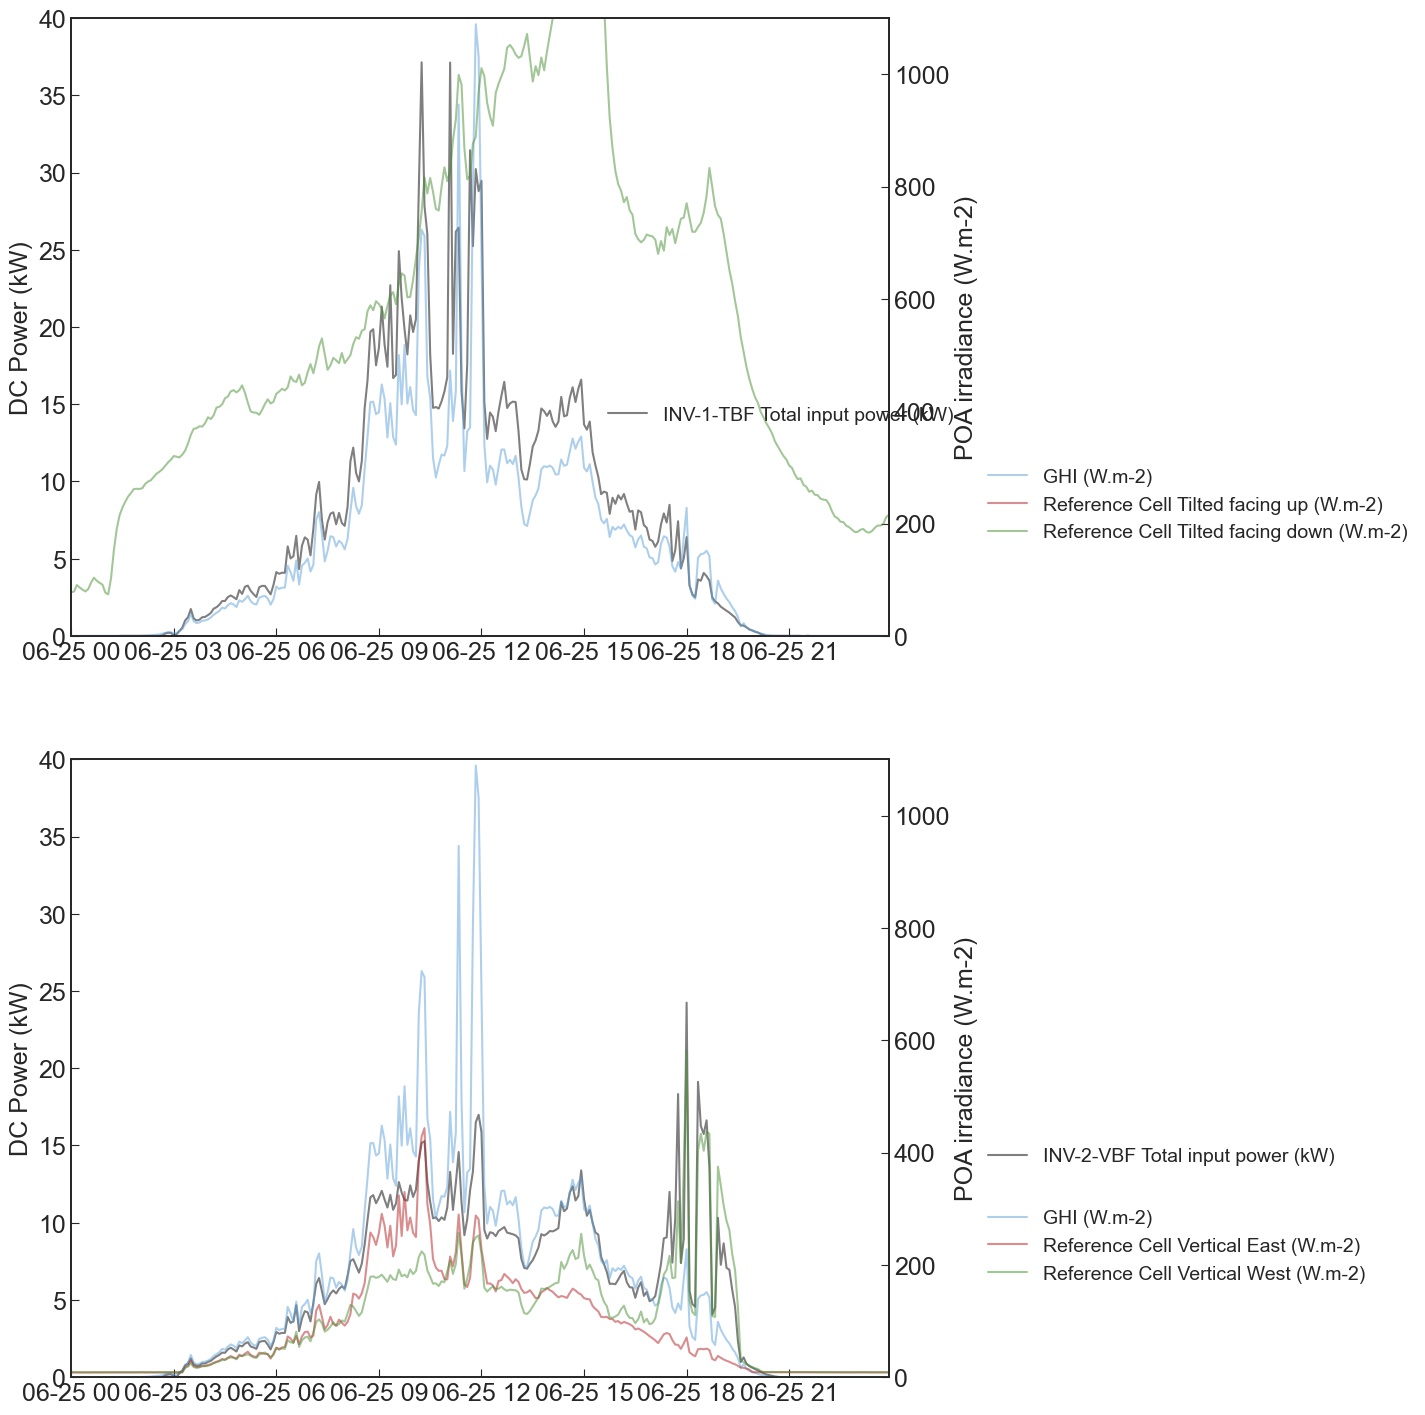 40
35
30
25
20
15
10
5
0
DC Power (kW)
1000
800
600
400
200
0
POA irradiance (W.m-2)
INV-1-TBF Total input power (kW)
GHI (W.m-2)
Reference Cell Tilted facing up (W.m-2)
Reference Cell Tilted facing down (W.m-2)
06-25 00 06-25 03 06-25 06 06-25 09 06-25 12 06-25 15 06-25 18 06-25 21
40
35
30
25
20
15
10
5
0
DC Power (kW)
1000
800
600
400
200
0
POA irradiance (W.m-2)
INV-2-VBF Total input power (kW)
GHI (W.m-2)
Reference Cell Vertical East (W.m-2)
Reference Cell Vertical West (W.m-2)
06-25 00 06-25 03 06-25 06 06-25 09 06-25 12 06-25 15 06-25 18 06-25 21